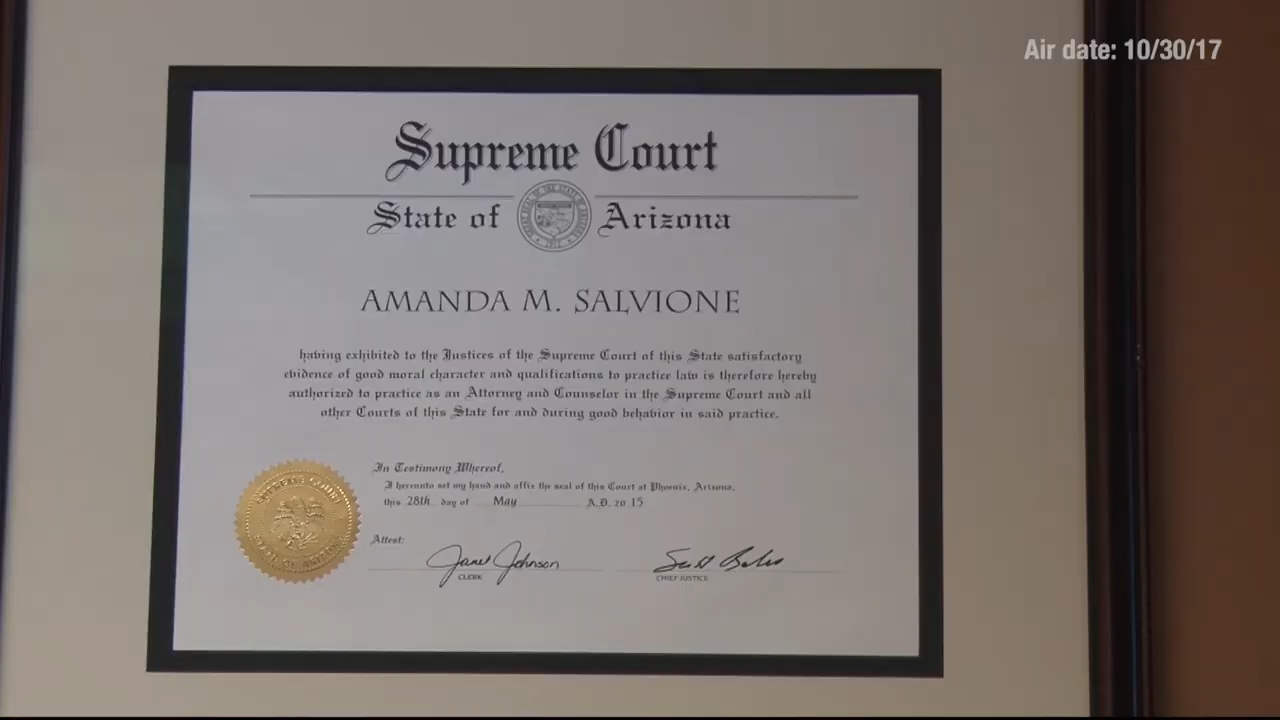 Air date: 10/30/17
Supreme Court
State of Arizona
AMANDA M. SALVIONE
having exhibited to the Justices of the Supreme Court of this State satisfactory
evidence of good moral character and qualifications to practice law is therefore hereby
authorized to practice as an Attorney and Counselor in the Supreme Court and all
other Courts of this State for and during good behavior in said practice.
In Testimony Whereof,
I hereunto set my hand and affix the seal of this Court at Phoenix, Arizona,
this 28th day of May A.D. 20 15
SUPREME COURT
STATE OF ARIZONA
Attest:
Janet Johnson
CLERK
CHIEF JUSTICE